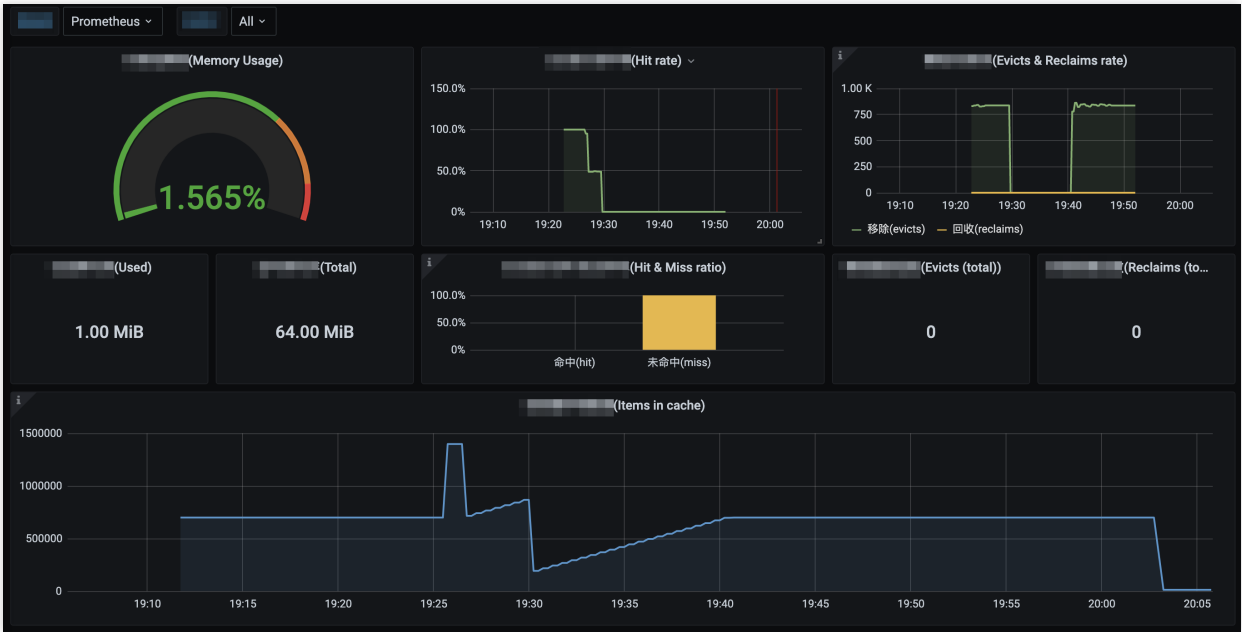 Prometheus
All
(Memory Usage)
1.565%
(Hit rate)
150.0%
100.0%
50.0%
0%
19:10 19:20 19:30 19:40 19:50 20:00
(Evicts & Reclaims rate)
1.00 K
750
500
250
0
19:10 19:20 19:30 19:40 19:50 20:00
移除(evicts) 回收(reclaims)
(Used)
1.00 MiB
(Total)
64.00 MiB
(Hit & Miss ratio)
100.0%
50.0%
0%
命中(hit) 未命中(miss)
(Evicts (total))
0
(Reclaims (to...
0
(Items in cache)
1500000
1000000
500000
0
19:10 19:15 19:20 19:25 19:30 19:35 19:40 19:45 19:50 19:55 20:00 20:05